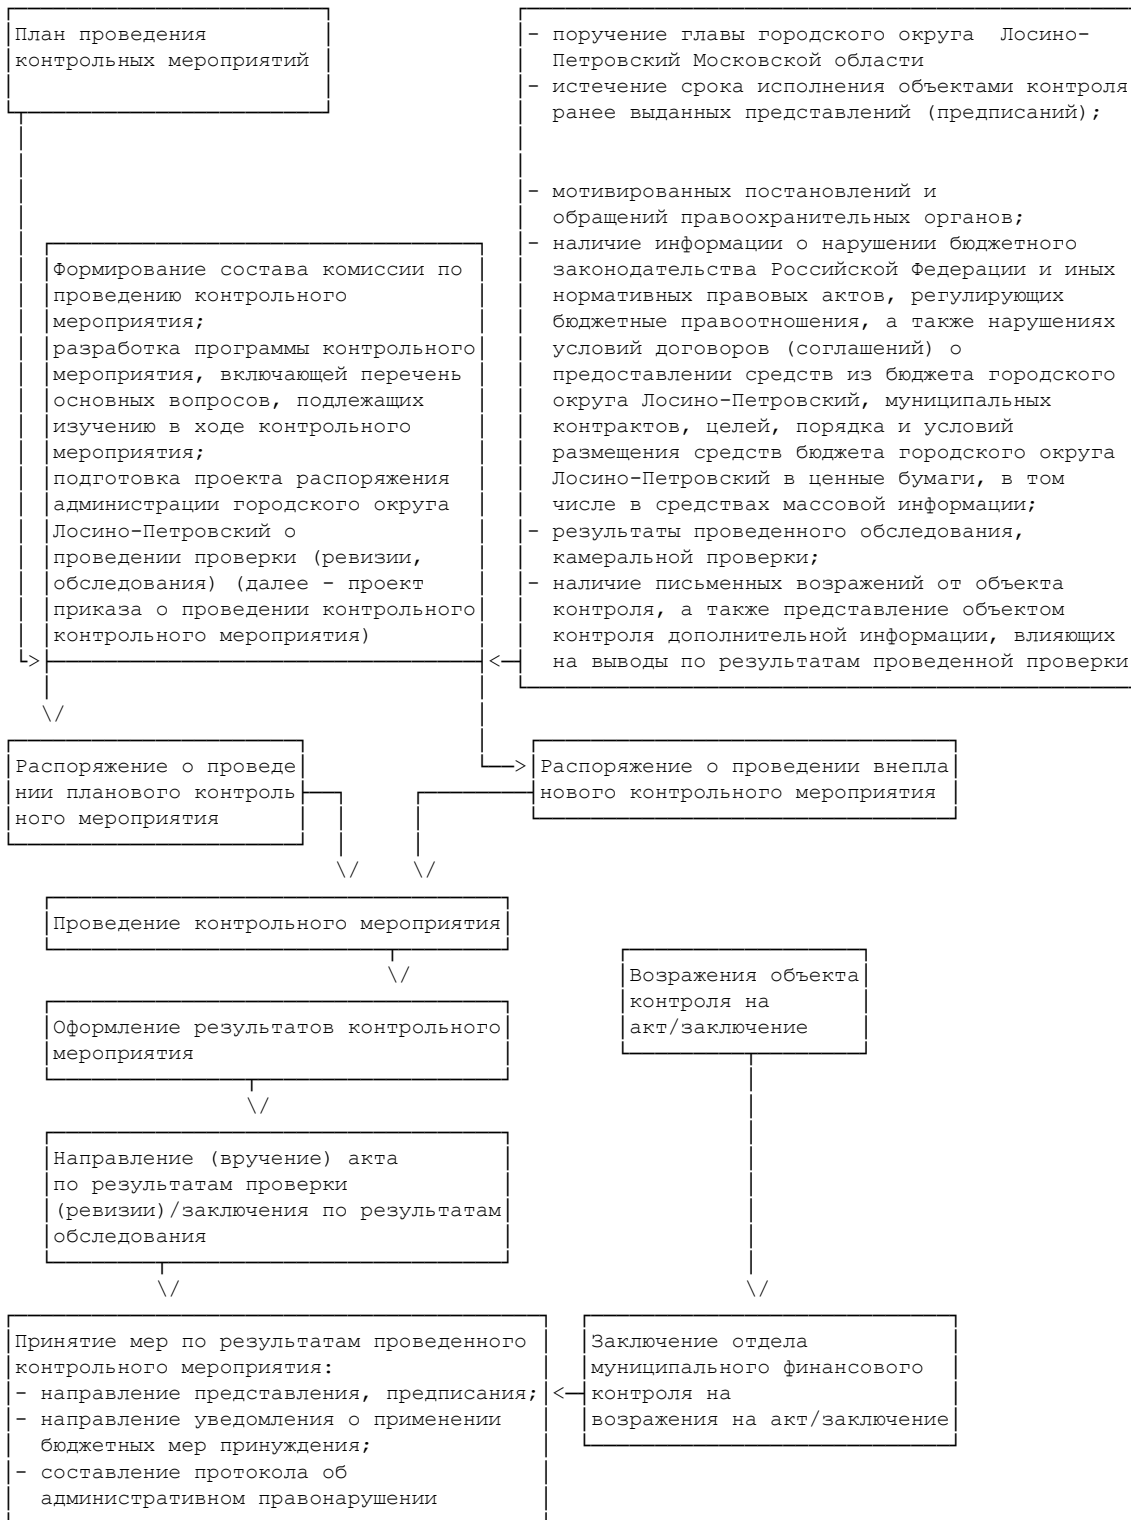 План проведения
контрольных мероприятий
- поручение главы городского округа Лосино-
Петровский Московской области
- истечение срока исполнения объектами контроля
ранее выданных представлений (предписаний);
- мотивированных постановлений и
обращений правоохранительных органов;
- наличие информации о нарушении бюджетного
законодательства Российской Федерации и иных
нормативных правовых актов, регулирующих
бюджетные правоотношения, а также нарушениях
условий договоров (соглашений) о
предоставлении средств из бюджета городского
округа Лосино-Петровский, муниципальных
контрактов, целей, порядка и условий
размещения средств бюджета городского округа
Лосино-Петровский в ценные бумаги, в том
числе в средствах массовой информации;
- результаты проведенного обследования,
камеральной проверки;
- наличие письменных возражений от объекта
контроля, а также представление объектом
контроля дополнительной информации, влияющих
на выводы по результатам проведенной проверки
Формирование состава комиссии по
проведению контрольного
мероприятия;
разработка программы контрольного
мероприятия, включающей перечень
основных вопросов, подлежащих
изучению в ходе контрольного
мероприятия;
подготовка проекта распоряжения
администрации городского округа
Лосино-Петровский о
проведении проверки (ревизии,
обследования) (далее - проект
приказа о проведении контрольного
контрольного мероприятия)
Распоряжение о проведе
нии планового контроль
ного мероприятия
Распоряжение о проведении внепла
нового контрольного мероприятия
Проведение контрольного мероприятия
Возражения объекта
контроля на
акт/заключение
Оформление результатов контрольного
мероприятия
Направление (вручение) акта
по результатам проверки
(ревизии)/заключения по результатам
обследования
Принятие мер по результатам проведенного
контрольного мероприятия:
- направление представления, предписания;
- направление уведомления о применении
бюджетных мер принуждения;
- составление протокола об
административном правонарушении
Заключение отдела
муниципального финансового
контроля на
возражения на акт/заключение